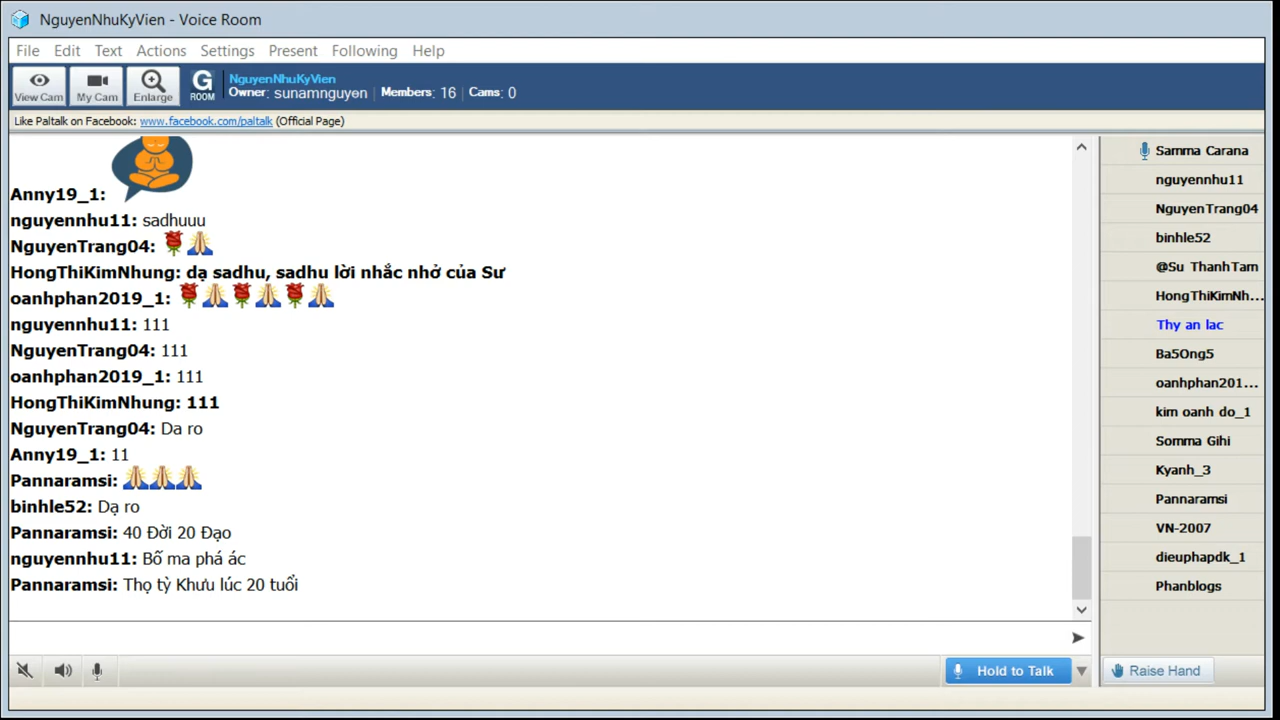 NguyenNhuKyVien - Voice Room
File Edit Text Actions Settings Present Following Help
View Cam My Cam Enlarge G ROOM
NguyenNhuKyVien
Owner: sunamnguyen | Members: 16 | Cams: 0
Like Paltalk on Facebook: www.facebook.com/paltalk (Official Page)
Anny19_1:
nguyennhu11: sadhuuu
NguyenTrang04:
HongThiKimNhung: dạ sadhu, sadhu lời nhắc nhở của Sư
oanhphan2019_1:
nguyennhu11: 111
NguyenTrang04: 111
oanhphan2019_1: 111
HongThiKimNhung: 111
NguyenTrang04: Da ro
Anny19_1: 11
Pannaramsi:
binhle52: Dạ ro
Pannaramsi: 40 Đời 20 Đạo
nguyennhu11: Bố ma phá ác
Pannaramsi: Thọ tỳ Khưu lúc 20 tuổi
Samma Carana
nguyennhu11
NguyenTrang04
binhle52
@Su ThanhTam
HongThiKimNh...
Thy an lac
Ba5Ong5
oanhphan201...
kim oanh do_1
Somma Gihi
Kyanh_3
Pannaramsi
VN-2007
dieuphapdk_1
Phanblogs
Hold to Talk
Raise Hand